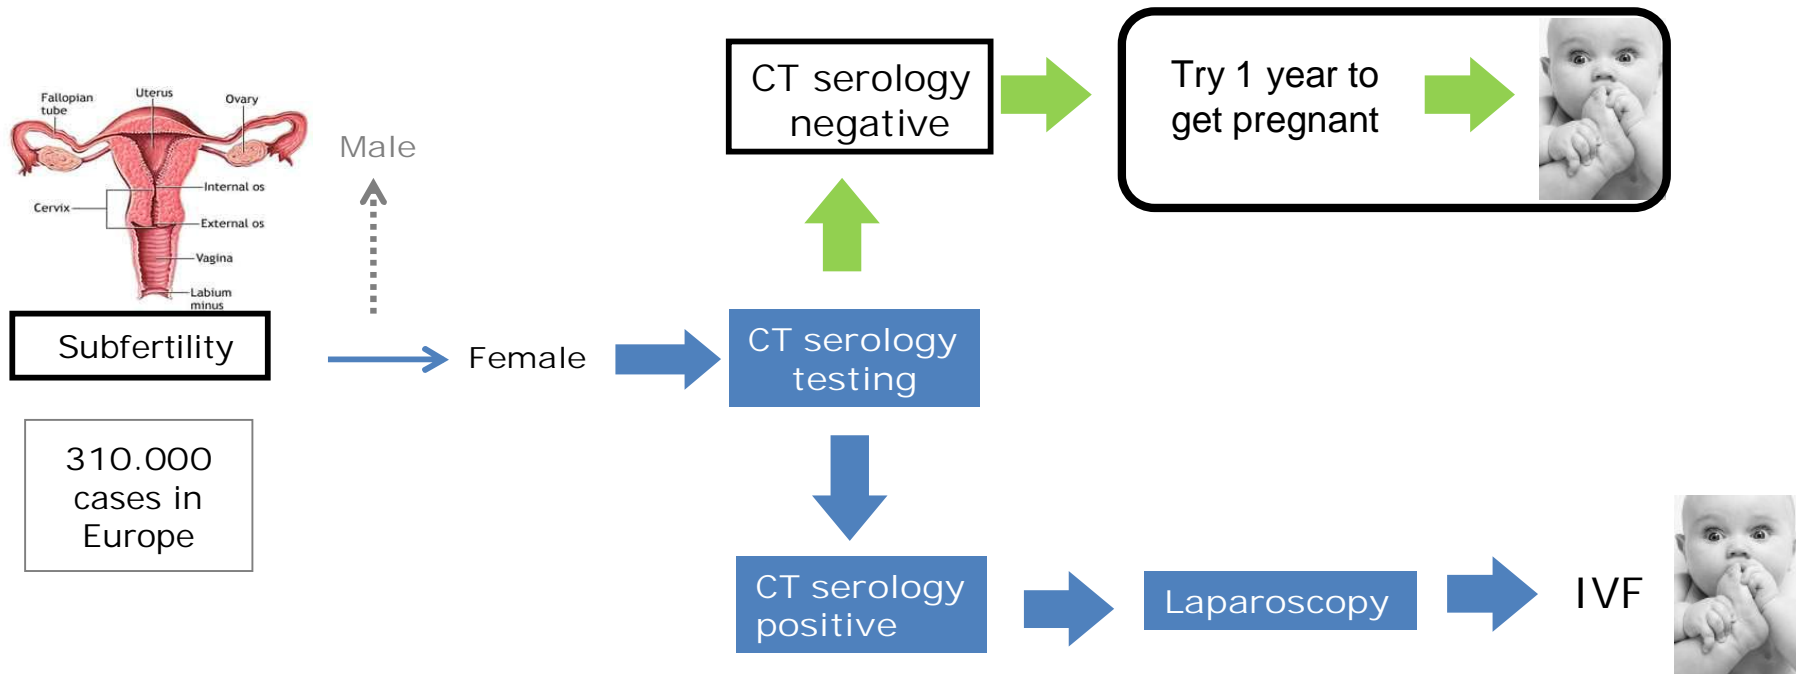 Fallopian
tube
Uterus
Ovary
Internal os
Cervix
External os
Vagina
Labium
minus
Subfertility
310.000
cases in
Europe
Male
Female
CT serology
testing
CT serology
negative
Try 1 year to
get pregnant
CT serology
positive
Laparoscopy
IVF